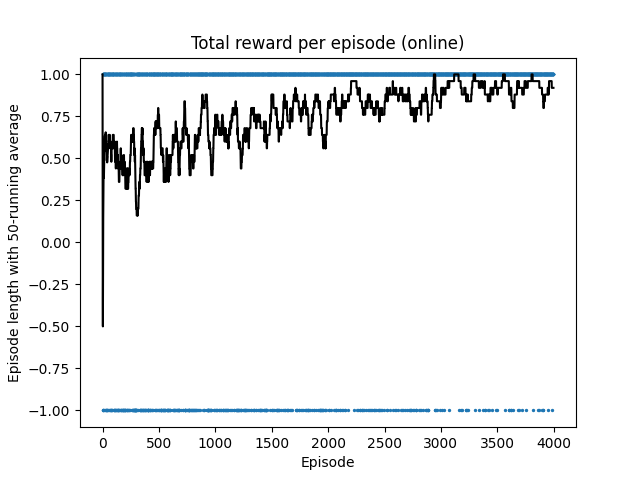 Total reward per episode (online)
Episode length with 50-running average
1.00
0.75
0.50
0.25
0.00
−0.25
−0.50
−0.75
−1.00
0 500 1000 1500 2000 2500 3000 3500 4000
Episode